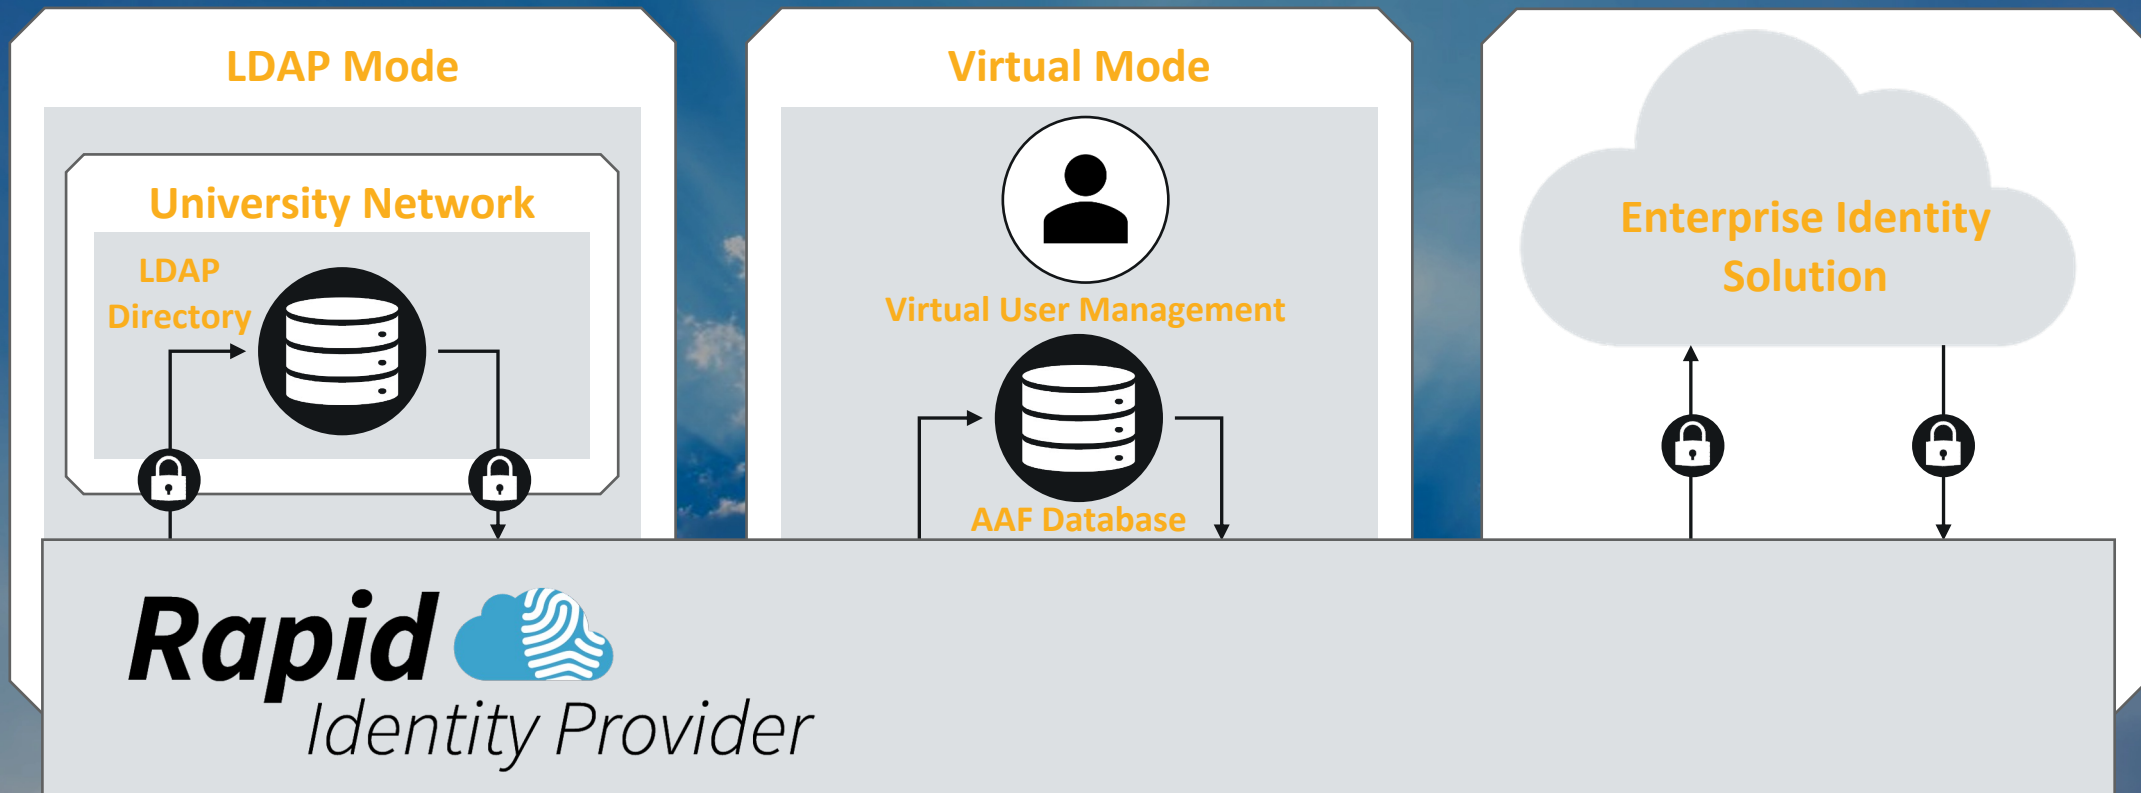 LDAP Mode
University Network
LDAP
Directory
Virtual Mode
Virtual User Management
AAF Database
Enterprise Identity
Solution
Rapid
Identity Provider